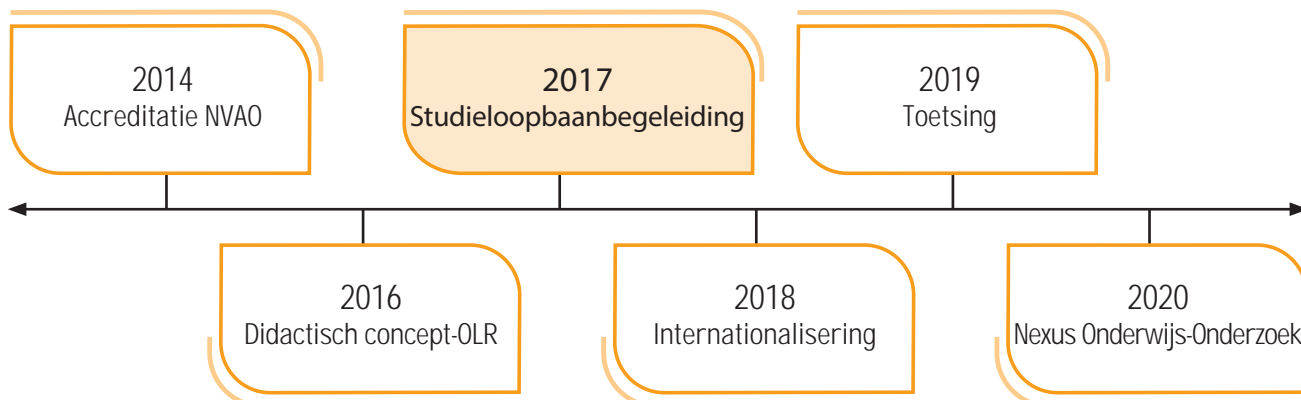 2014
Accreditatie NVAO
2016
Didactisch concept-OLR
2017
Studieloopbaanbegeleiding
2018
Internationalisering
2019
Toetsing
2020
Nexus Onderwijs-Onderzoek